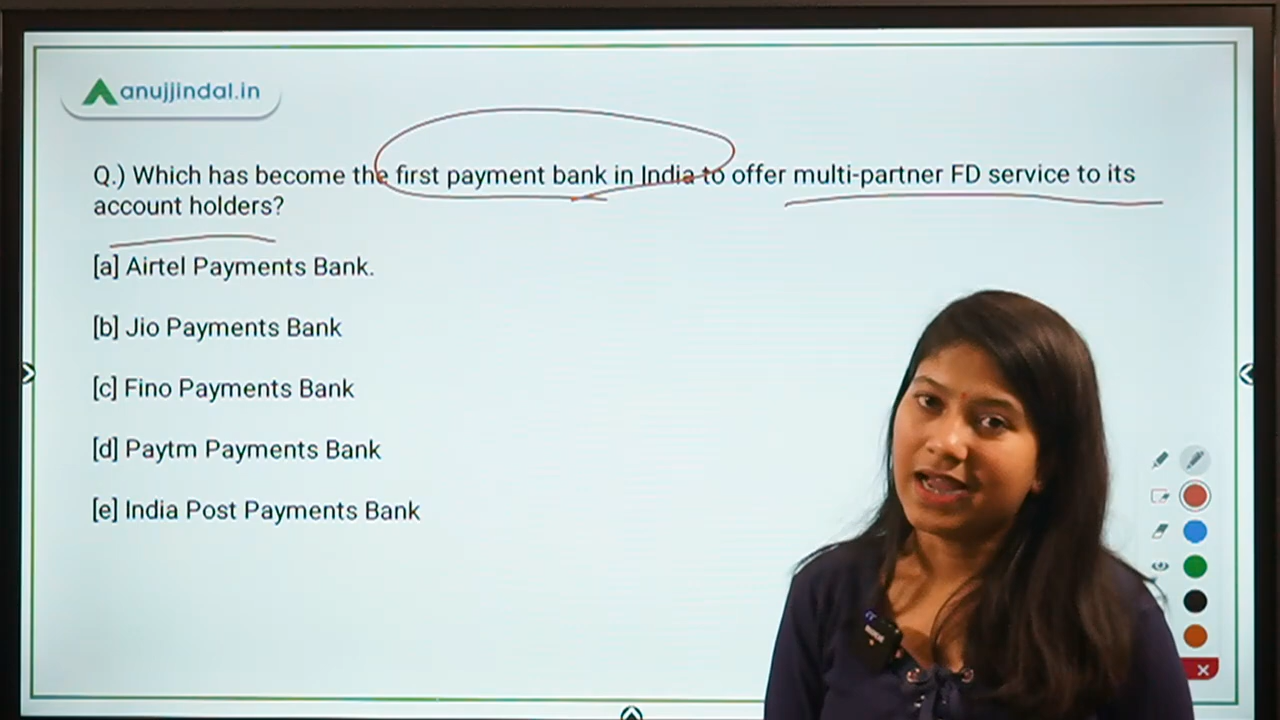 anujjindal.in
Q.) Which has become the first payment bank in India to offer multi-partner FD service to its
account holders?
[a] Airtel Payments Bank.
[b] Jio Payments Bank
[c] Fino Payments Bank
[d] Paytm Payments Bank
[e] India Post Payments Bank